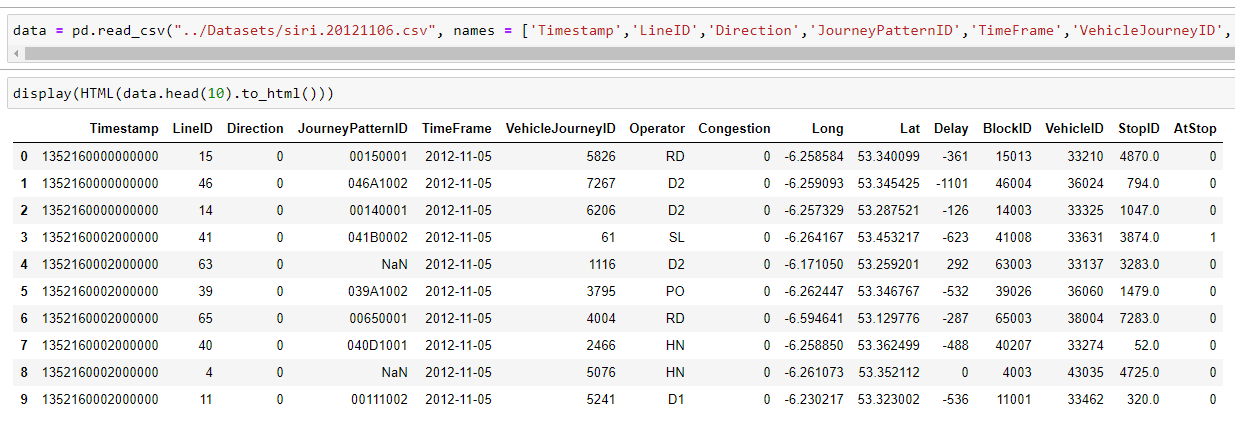 data = pd.read_csv("../Datasets/siri.20121106.csv", names = ['Timestamp','LineID','Direction','JourneyPatternID','TimeFrame','VehicleJourneyID',
display(HTML(data.head(10).to_html()))
Timestamp LineID Direction JourneyPatternID TimeFrame VehicleJourneyID Operator Congestion Long Lat Delay BlockID VehicleID StopID AtStop
0 1352160000000000 15 0 00150001 2012-11-05 5826 RD 0 -6.258584 53.340099 -361 15013 33210 4870.0 0
1 1352160000000000 46 0 046A1002 2012-11-05 7267 D2 0 -6.259093 53.345425 -1101 46004 36024 794.0 0
2 1352160000000000 14 0 00140001 2012-11-05 6206 D2 0 -6.257329 53.287521 -126 14003 33325 1047.0 0
3 1352160002000000 41 0 041B0002 2012-11-05 61 SL 0 -6.264167 53.453217 -623 41008 33631 3874.0 1
4 1352160002000000 63 0 NaN 2012-11-05 1116 D2 0 -6.171050 53.259201 292 63003 33137 3283.0 0
5 1352160002000000 39 0 039A1002 2012-11-05 3795 PO 0 -6.262447 53.346767 -532 39026 36060 1479.0 0
6 1352160002000000 65 0 00650001 2012-11-05 4004 RD 0 -6.594641 53.129776 -287 65003 38004 7283.0 0
7 1352160002000000 40 0 040D1001 2012-11-05 2466 HN 0 -6.258850 53.362499 -488 40207 33274 52.0 0
8 1352160002000000 4 0 NaN 2012-11-05 5076 HN 0 -6.261073 53.352112 0 4003 43035 4725.0 0
9 1352160002000000 11 0 00111002 2012-11-05 5241 D1 0 -6.230217 53.323002 -536 11001 33462 320.0 0